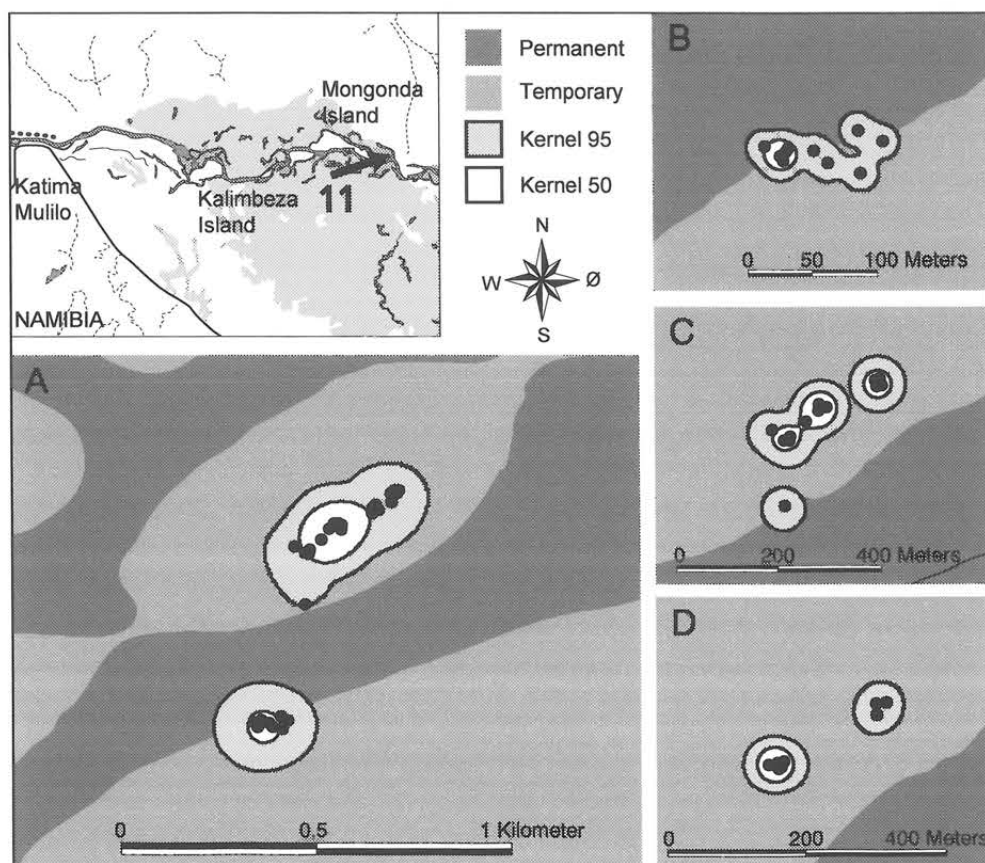 Mongonda
Island
Katima
Mulilo
Kalimbeza
Island
11
NAMIBIA
Permanent
Temporary
Kernel 95
Kernel 50
N
W
Ø
S
A
0
0,5
1 Kilometer
B
0
50
100 Meters
C
0
200
400 Meters
D
0
200
400 Meters